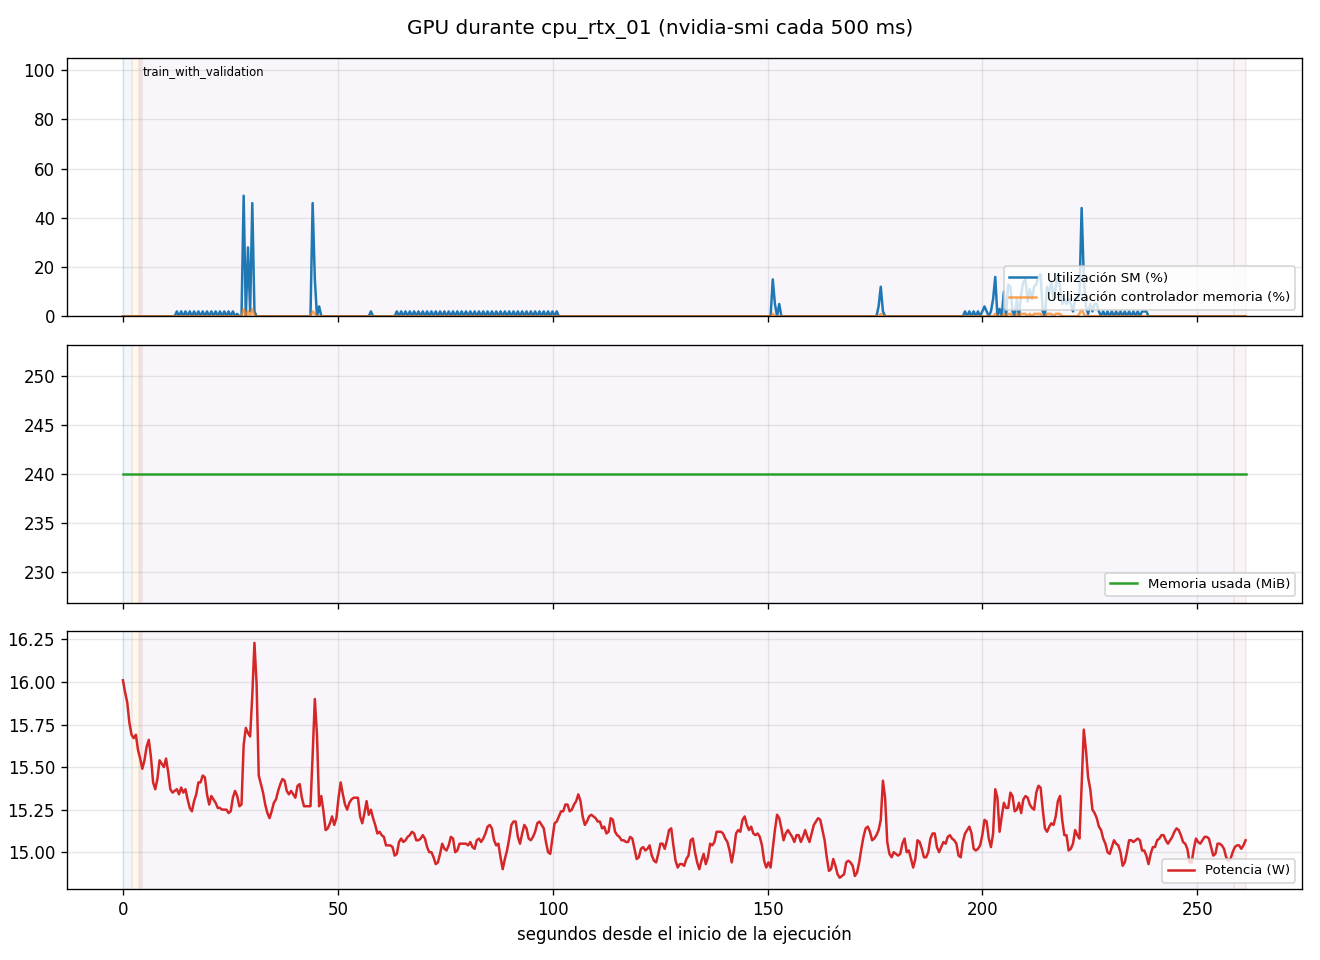 GPU durante cpu_rtx_01 (nvidia-smi cada 500 ms)
100
80
60
40
20
0
train_with_validation
Utilización SM (%)
Utilización controlador memoria (%)
250
245
240
235
230
Memoria usada (MiB)
16.25
16.00
15.75
15.50
15.25
15.00
Potencia (W)
0 50 100 150 200 250
segundos desde el inicio de la ejecución